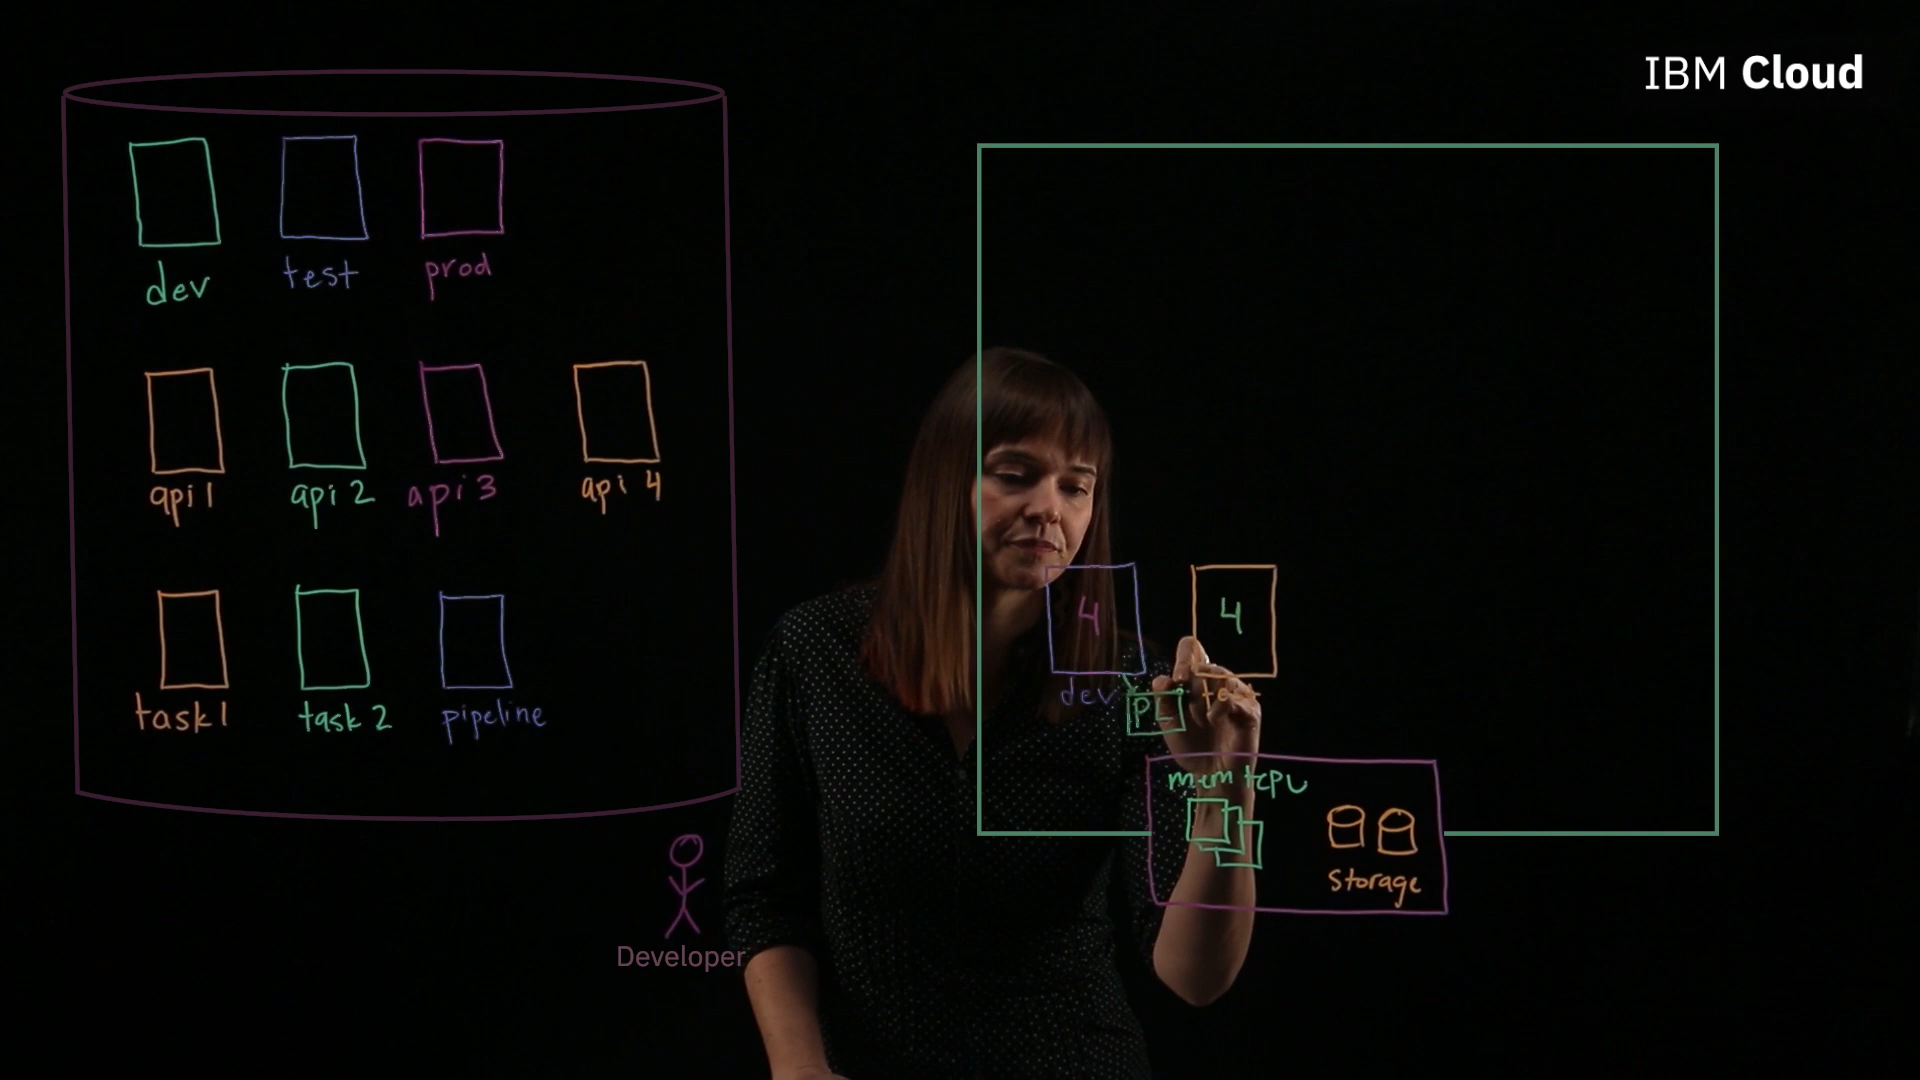 IBM Cloud
dev test prod
api 1 api 2 api 3 api 4
task 1 task 2 pipeline
4 4
dev test
PL
mem + cpu
storage
Developer